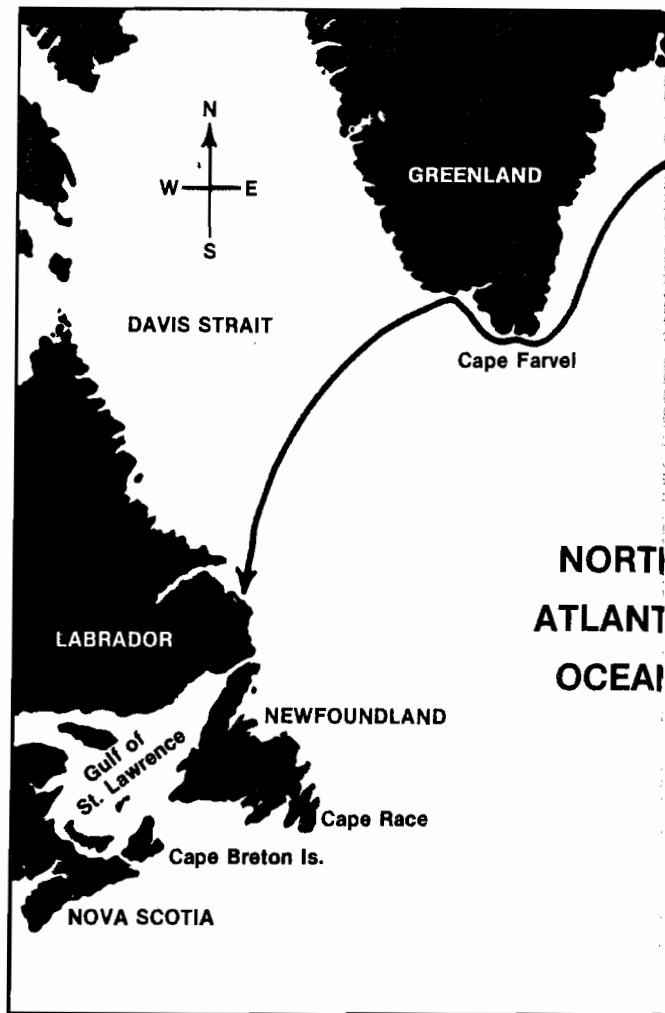 N
GREENLAND
W E
S
DAVIS STRAIT
Cape Farvel
NORTH
ATLANT
OCEAN
LABRADOR
NEWFOUNDLAND
Gulf of
St. Lawrence
Cape Race
Cape Breton Is.
NOVA SCOTIA